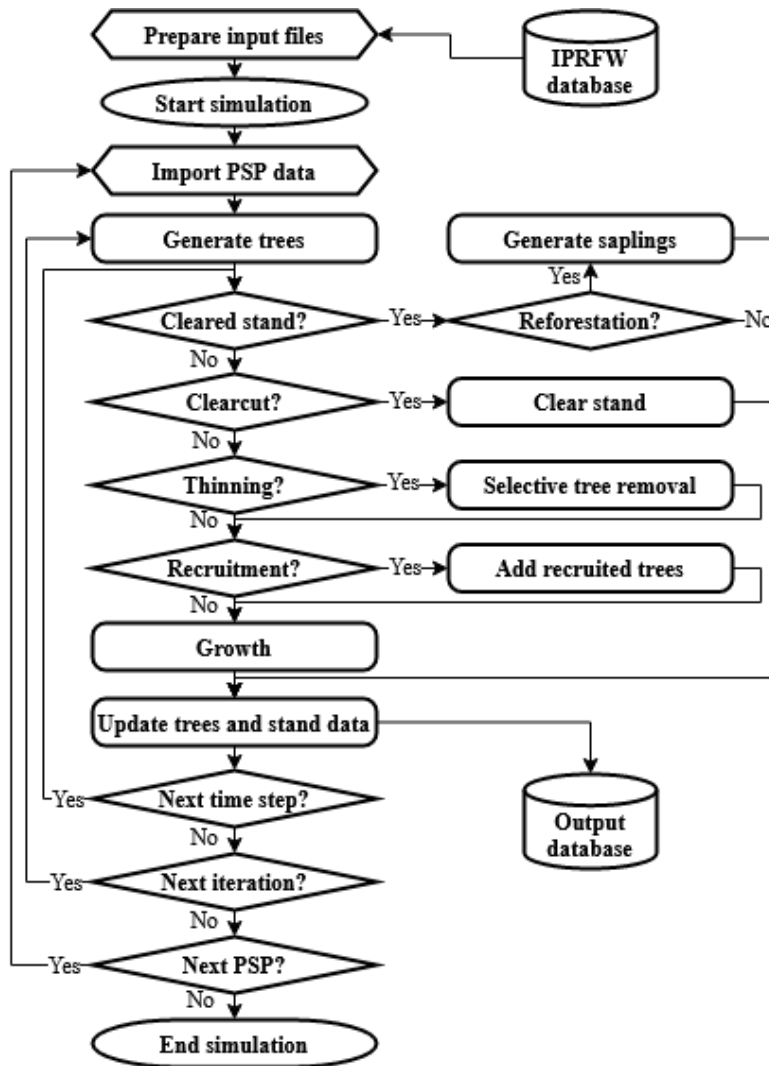 Prepare input files
IPRFW
database
Start simulation
Import PSP data
Generate trees
Generate saplings
Yes
Cleared stand?
Yes
Reforestation?
No
No
Clearcut?
Yes
Clear stand
No
Thinning?
Yes
Selective tree removal
No
Recruitment?
Yes
Add recruited trees
No
Growth
Update trees and stand data
Yes
Next time step?
Output
database
No
Yes
Next iteration?
No
Yes
Next PSP?
No
End simulation